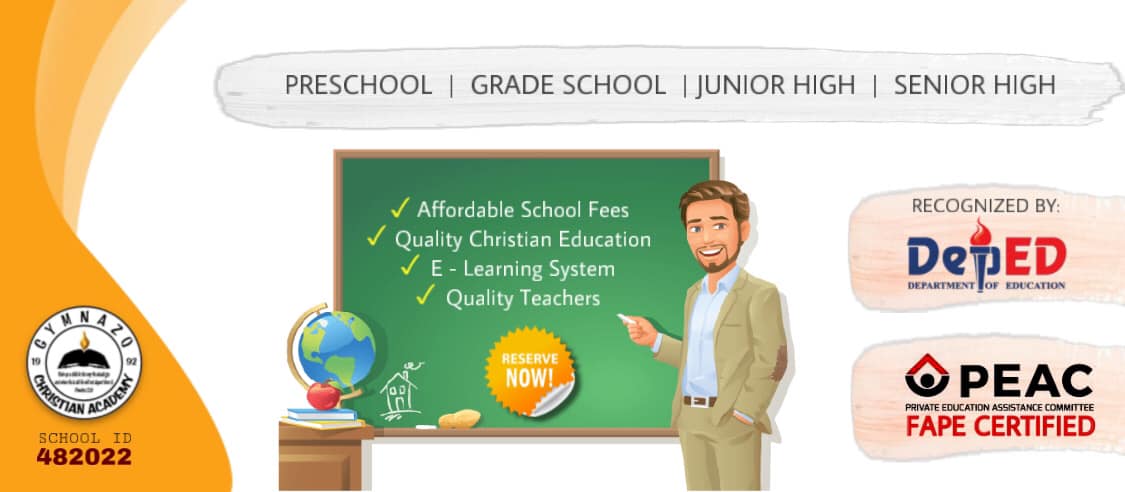 PRESCHOOL | GRADE SCHOOL | JUNIOR HIGH | SENIOR HIGH
✓ Affordable School Fees
✓ Quality Christian Education
✓ E - Learning System
✓ Quality Teachers
RESERVE
NOW!
RECOGNIZED BY:
DepED
DEPARTMENT OF EDUCATION
PEAC
PRIVATE EDUCATION ASSISTANCE COMMITTEE
FAPE CERTIFIED
GYMNAZO
19 92
CHRISTIAN ACADEMY
SCHOOL ID
482022